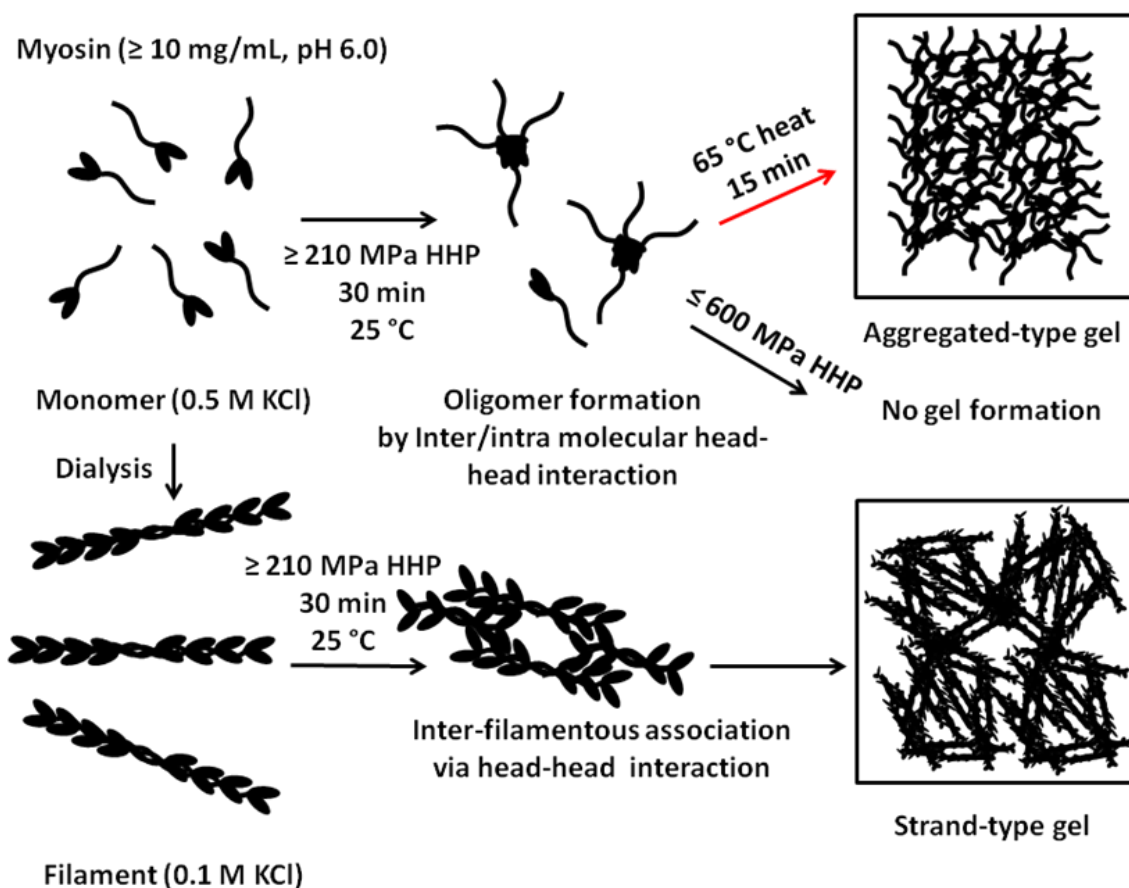 Myosin (≥ 10 mg/mL, pH 6.0)
≥ 210 MPa HHP
30 min
25 °C
65 °C heat
15 min
≤ 600 MPa HHP
Aggregated-type gel
No gel formation
Monomer (0.5 M KCl)
Oligomer formation
by Inter/intra molecular head-
head interaction
Dialysis
≥ 210 MPa HHP
30 min
25 °C
Inter-filamentous association
via head-head interaction
Strand-type gel
Filament (0.1 M KCl)